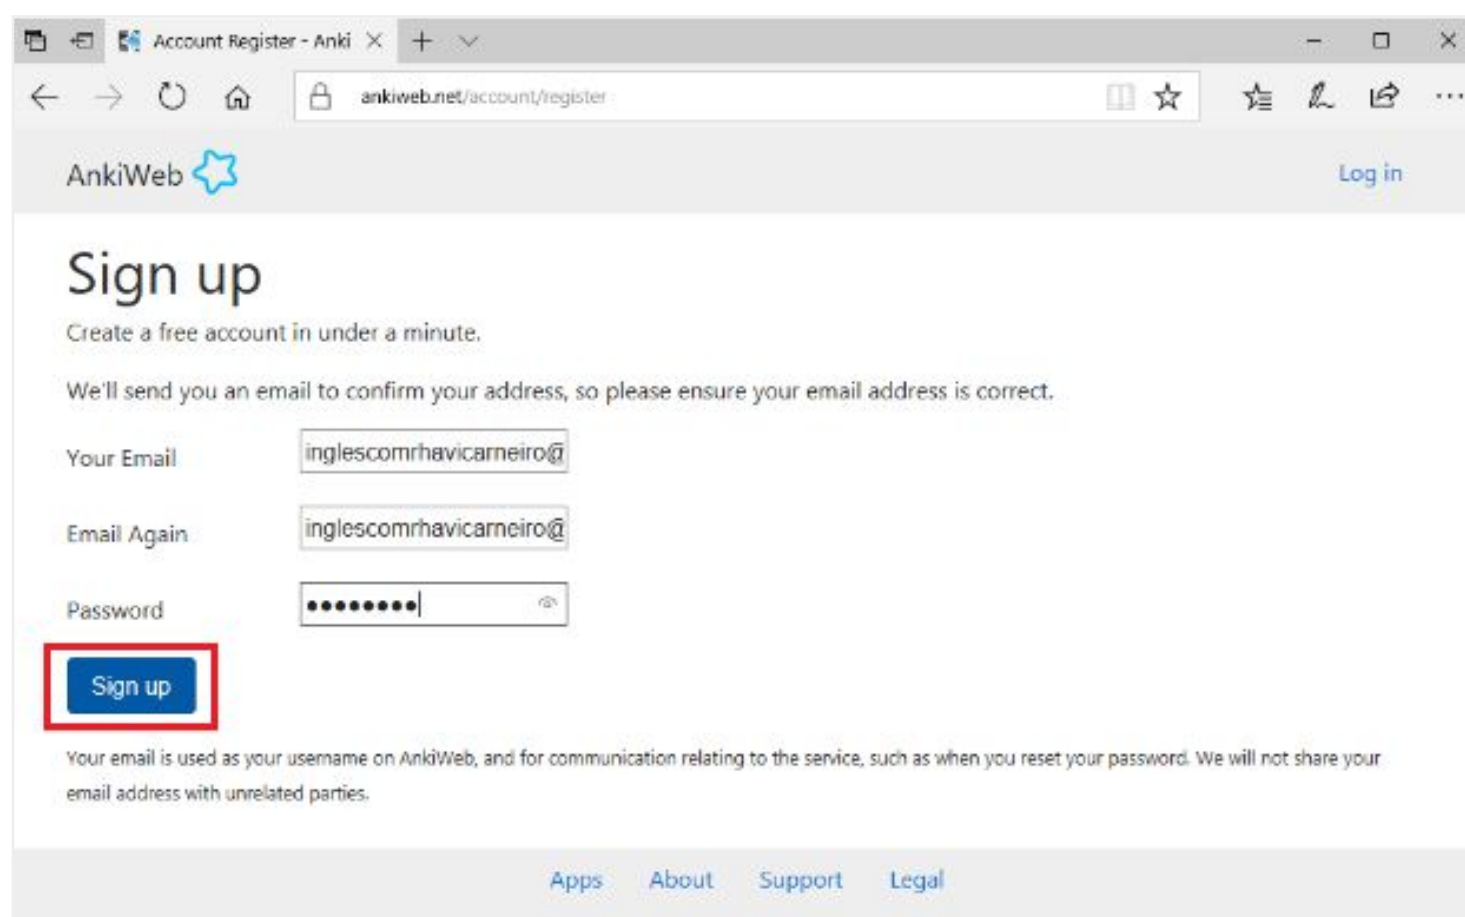 Account Register - Anki
ankiweb.net/account/register
AnkiWeb
Log in
Sign up
Create a free account in under a minute.
We'll send you an email to confirm your address, so please ensure your email address is correct.
Your Email inglescomrhavicarneiro@
Email Again inglescomrhavicarneiro@
Password ●●●●●●●●
Sign up
Your email is used as your username on AnkiWeb, and for communication relating to the service, such as when you reset your password. We will not share your
email address with unrelated parties.
Apps About Support Legal